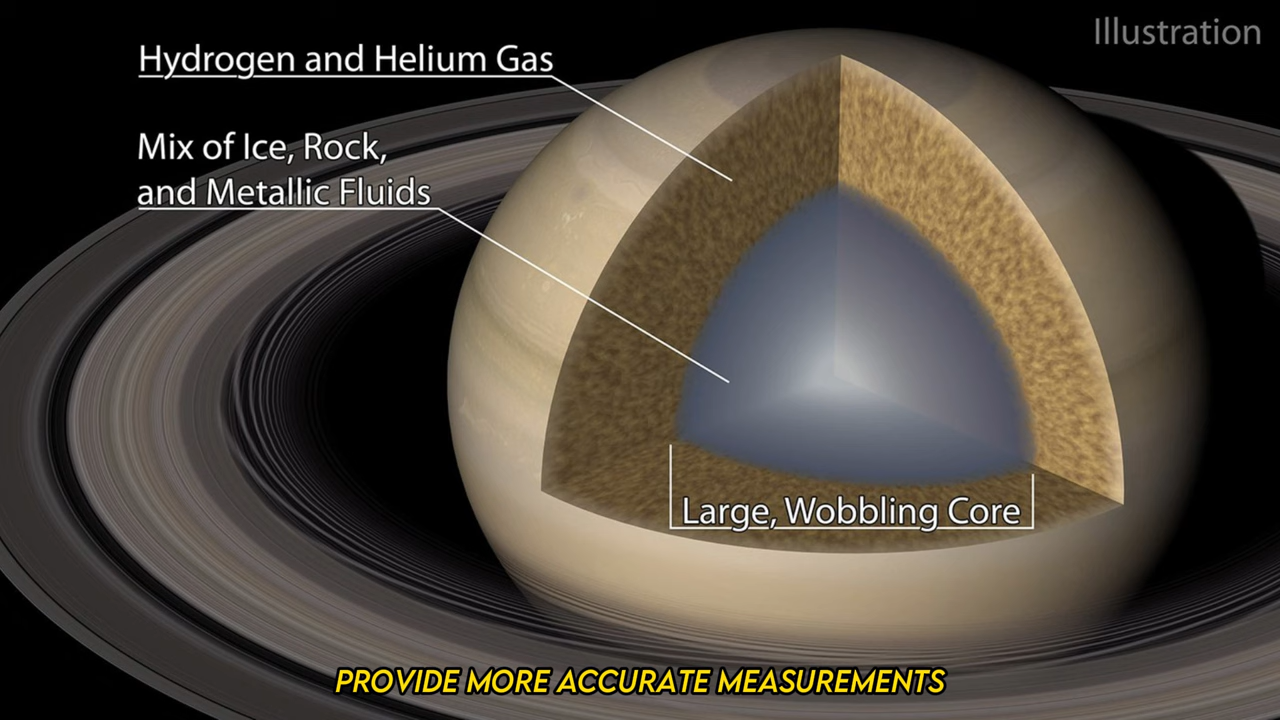 Illustration
Hydrogen and Helium Gas
Mix of Ice, Rock,
and Metallic Fluids
Large, Wobbling Core
PROVIDE MORE ACCURATE MEASUREMENTS